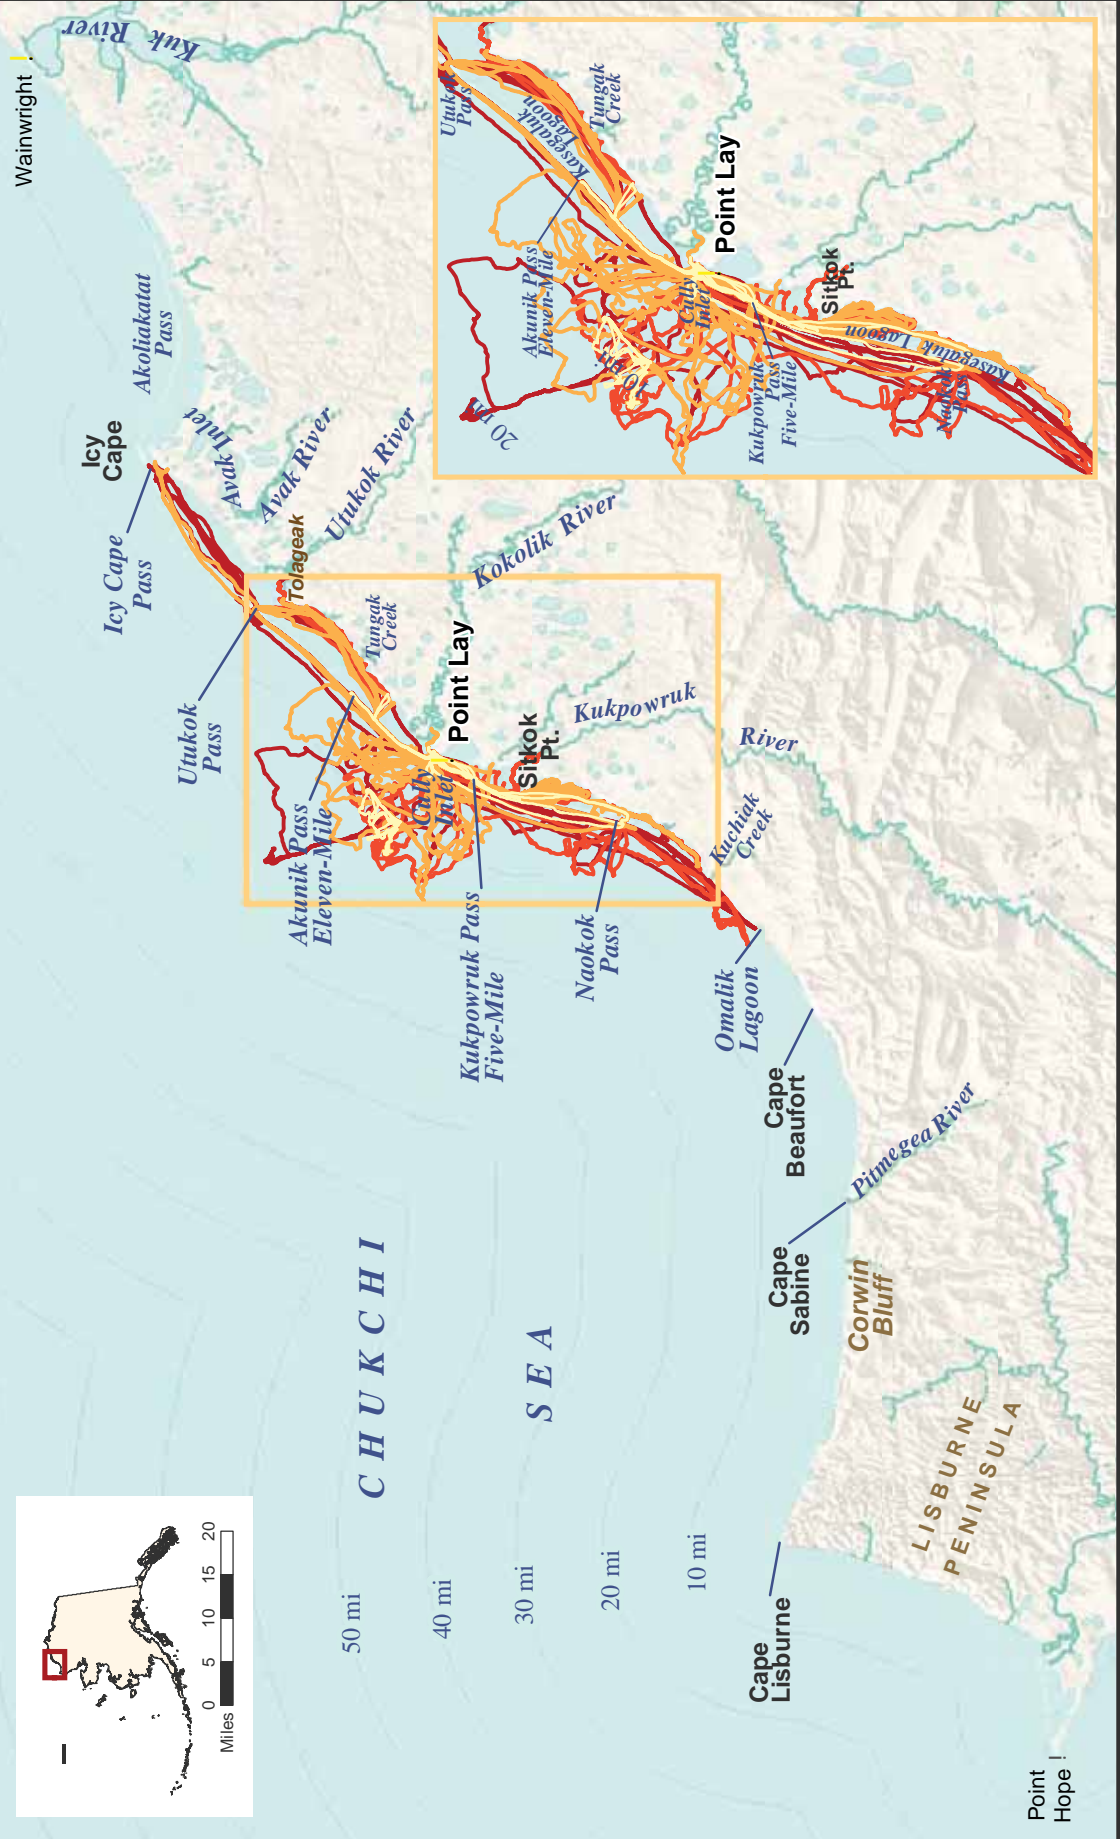 Wainwright !
Kuk River
Akoliakatat
Pass
Icy
Cape
Avak Inlet
Avak River
Utukok River
Icy Cape
Pass
Tolageak
Utukok
Pass
Tungak
Creek
Kokolik River
Point Lay
Kukpowruk
River
Sitkok
Pt.
Cully
Inlet
Akunik Pass
Eleven-Mile
Kukpowruk Pass
Five-Mile
Naokok
Pass
Kuchiak
Creek
Omalik
Lagoon
Cape
Beaufort
Pitmegea River
Cape
Sabine
Corwin
Bluff
CHUKCHI
SEA
LISBURNE
PENINSULA
50 mi
40 mi
30 mi
20 mi
10 mi
Cape
Lisburne
Point
Hope !
Utukok
Pass
Kasegaluk
Lagoon
Tungak
Creek
Akunik Pass
Eleven-Mile
Point Lay
Cully
Inlet
Sitkok
Pt.
Kasegaluk Lagoon
Kukpowruk
Pass
Five-Mile
Naokok
Pass
10 mi
20 mi
0 5 10 15 20
Miles